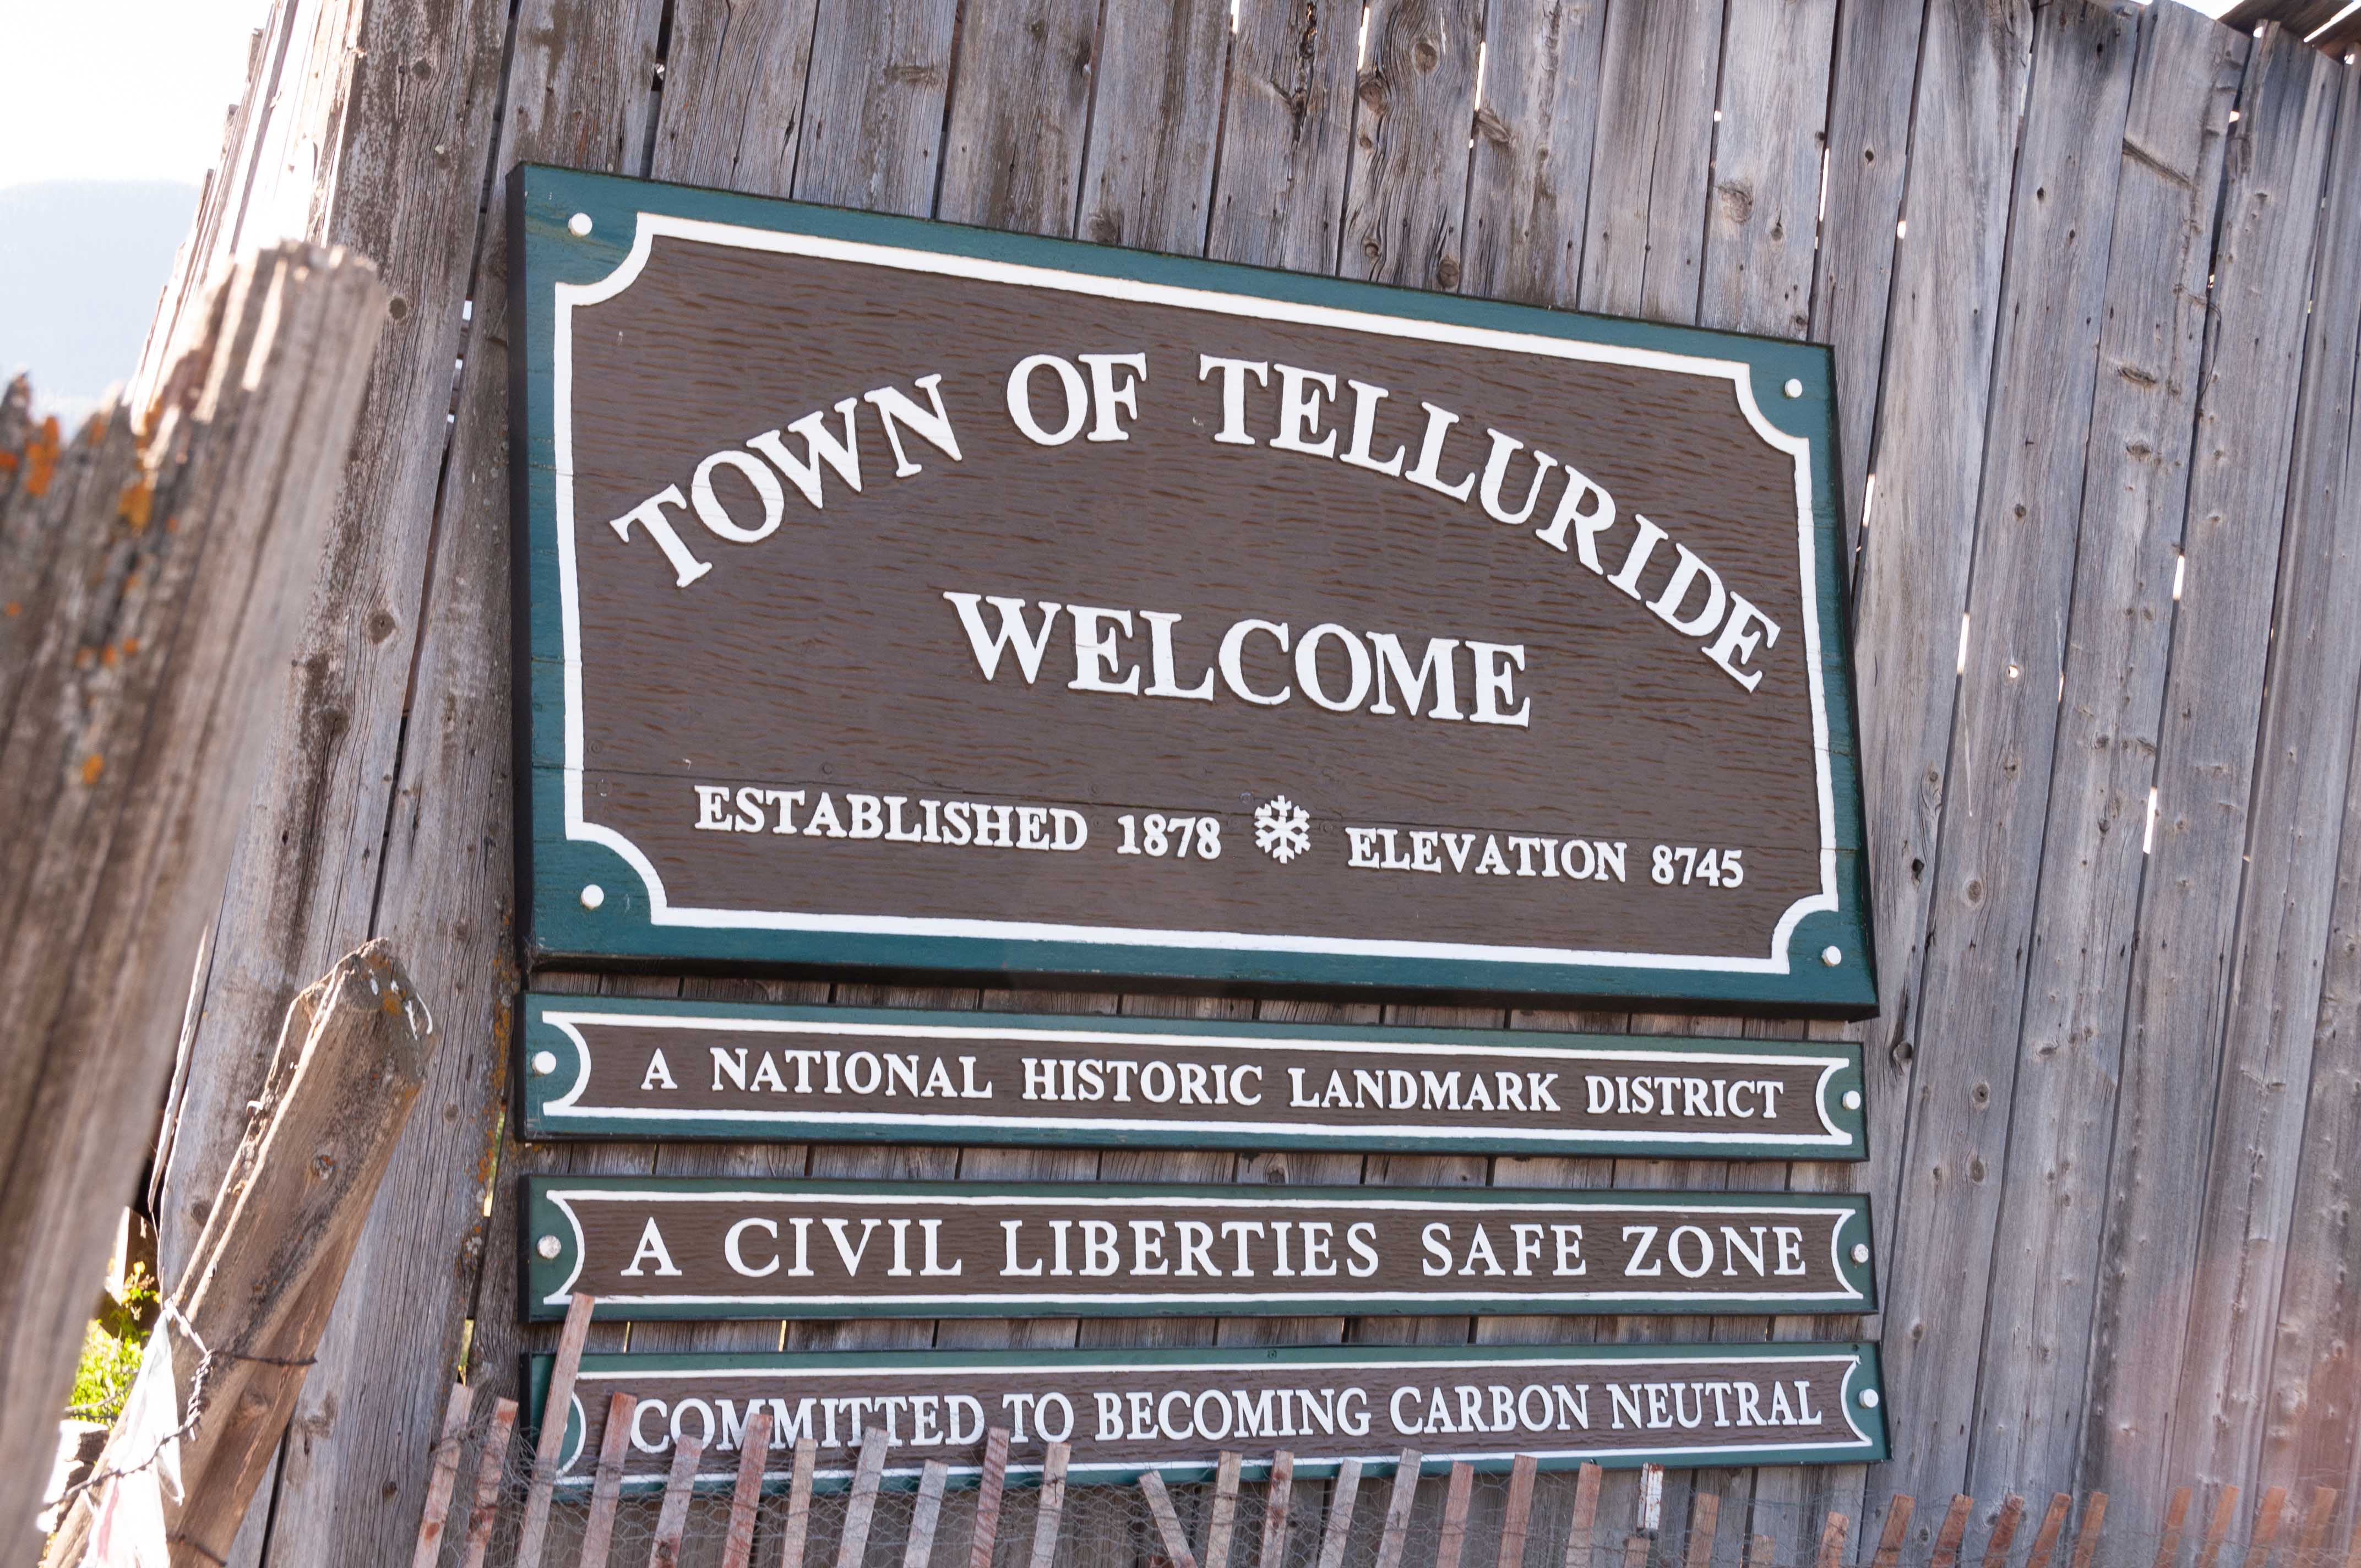 TOWN OF TELLURIDE
WELCOME
ESTABLISHED 1878 ELEVATION 8745
A NATIONAL HISTORIC LANDMARK DISTRICT
A CIVIL LIBERTIES SAFE ZONE
COMMITTED TO BECOMING CARBON NEUTRAL